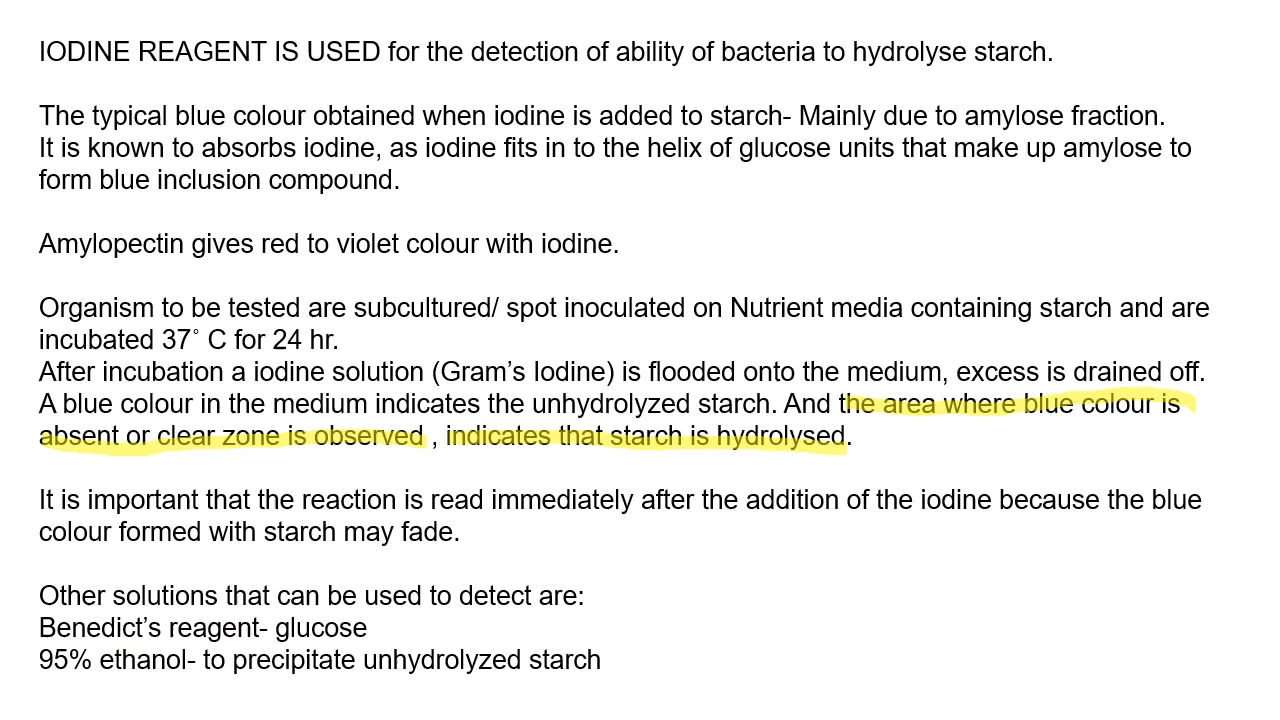 IODINE REAGENT IS USED for the detection of ability of bacteria to hydrolyse starch.
The typical blue colour obtained when iodine is added to starch- Mainly due to amylose fraction.
It is known to absorbs iodine, as iodine fits in to the helix of glucose units that make up amylose to
form blue inclusion compound.
Amylopectin gives red to violet colour with iodine.
Organism to be tested are subcultured/ spot inoculated on Nutrient media containing starch and are
incubated 37˚ C for 24 hr.
After incubation a iodine solution (Gram’s Iodine) is flooded onto the medium, excess is drained off.
A blue colour in the medium indicates the unhydrolyzed starch. And the area where blue colour is
absent or clear zone is observed , indicates that starch is hydrolysed.
It is important that the reaction is read immediately after the addition of the iodine because the blue
colour formed with starch may fade.
Other solutions that can be used to detect are:
Benedict’s reagent- glucose
95% ethanol- to precipitate unhydrolyzed starch